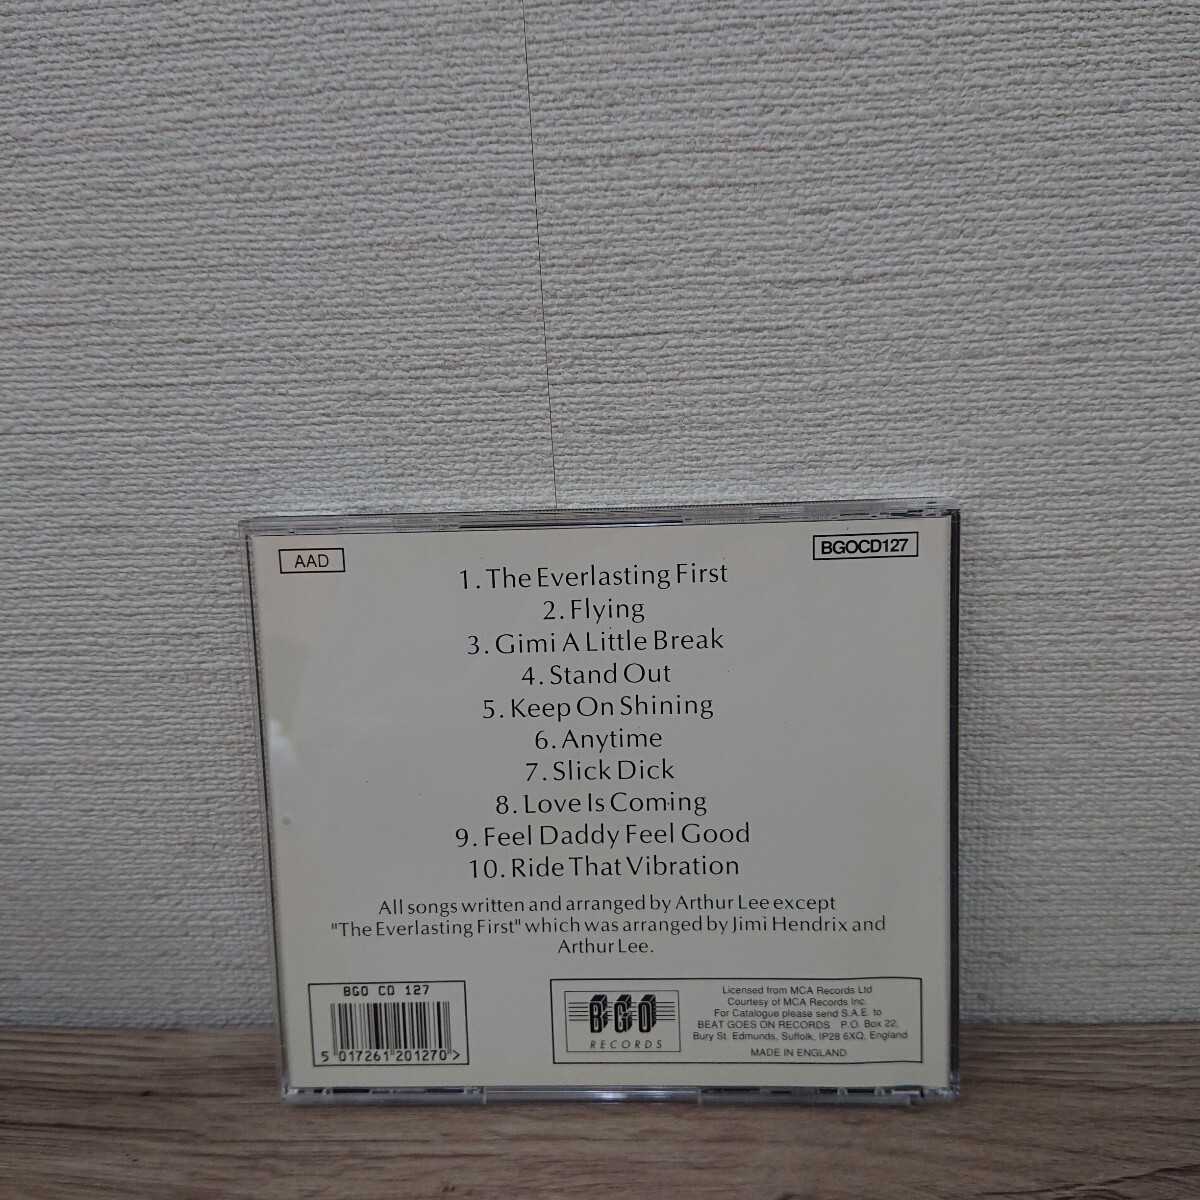 AAD
BGOCD127
1. The Everlasting First
2. Flying
3. Gimi A Little Break
4. Stand Out
5. Keep On Shining
6. Anytime
7. Slick Dick
8. Love Is Coming
9. Feel Daddy Feel Good
10. Ride That Vibration
All songs written and arranged by Arthur Lee except
"The Everlasting First" which was arranged by Jimi Hendrix and
Arthur Lee.
BGO CD 127
5 017261 201270 >
BGO
RECORDS
Licensed from MCA Records Ltd
Courtesy of MCA Records Inc.
For Catalogue please send S.A.E. to
BEAT GOES ON RECORDS P.O. Box 22,
Bury St. Edmunds, Suffolk, IP28 6XQ, England
MADE IN ENGLAND